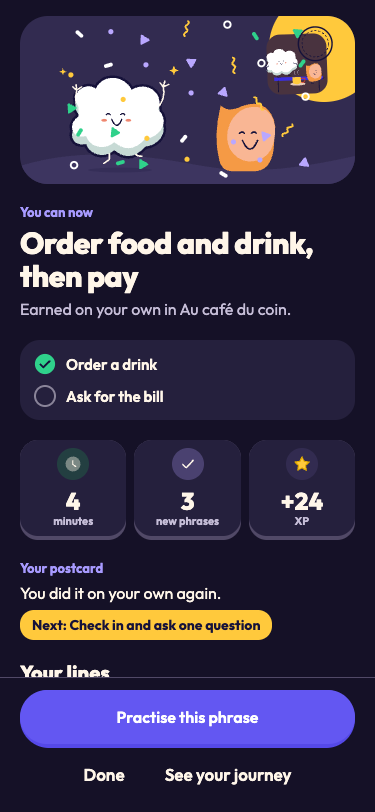 You can now
Order food and drink,
then pay
Earned on your own in Au café du coin.
Order a drink
Ask for the bill
4
minutes
3
new phrases
+24
XP
Your postcard
You did it on your own again.
Next: Check in and ask one question
Your lines
Practise this phrase
Done
See your journey